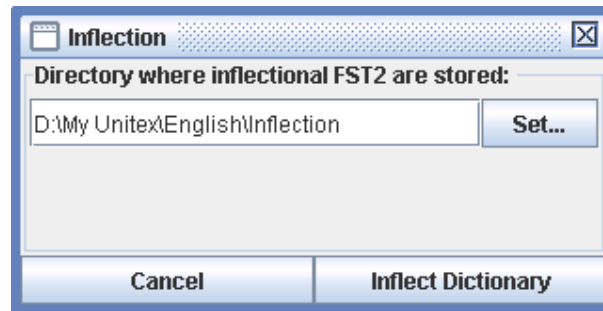 Inflection
Directory where inflectional FST2 are stored:
D:\My Unitex\English\Inflection
Set...
Cancel
Inflect Dictionary